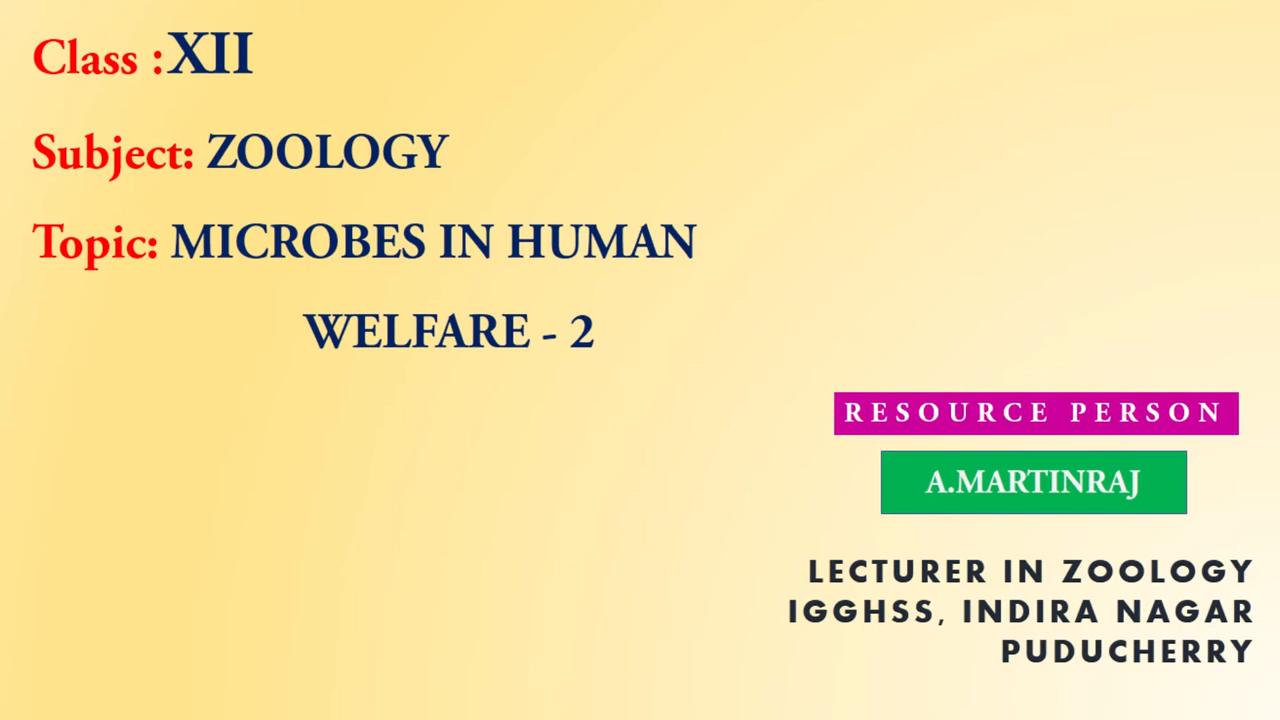 Class :XII
Subject: ZOOLOGY
Topic: MICROBES IN HUMAN
WELFARE - 2
RESOURCE PERSON
A.MARTINRAJ
LECTURER IN ZOOLOGY
IGGHSS, INDIRA NAGAR
PUDUCHERRY